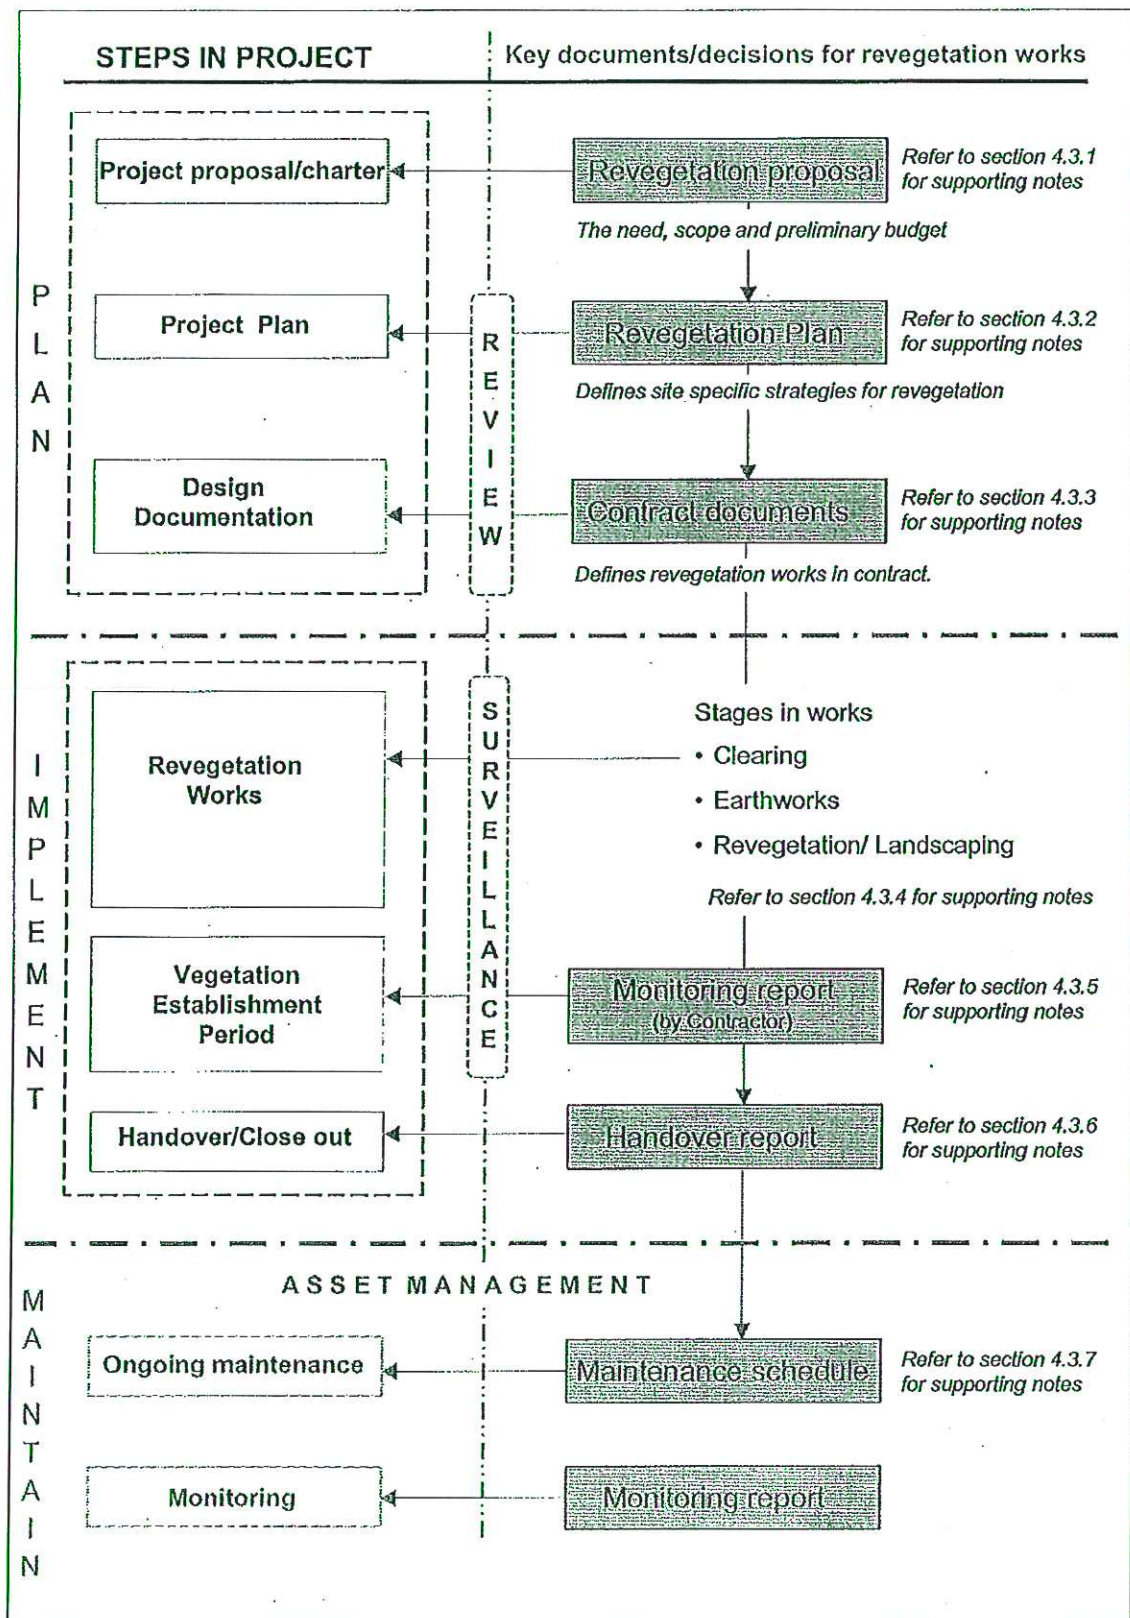 STEPS IN PROJECT
Key documents/decisions for revegetation works
PLAN
Project proposal/charter
Revegetation proposal
Refer to section 4.3.1
for supporting notes
The need, scope and preliminary budget
REVIEW
Project Plan
Revegetation Plan
Refer to section 4.3.2
for supporting notes
Defines site specific strategies for revegetation
Design
Documentation
Contract documents
Refer to section 4.3.3
for supporting notes
Defines revegetation works in contract.
IMPLEMENT
SURVEILLANCE
Revegetation
Works
Stages in works
• Clearing
• Earthworks
• Revegetation/ Landscaping
Refer to section 4.3.4 for supporting notes
Vegetation
Establishment
Period
Monitoring report
(by Contractor)
Refer to section 4.3.5
for supporting notes
Handover/Close out
Handover report
Refer to section 4.3.6
for supporting notes
MAINTAIN
ASSET MANAGEMENT
Ongoing maintenance
Maintenance schedule
Refer to section 4.3.7
for supporting notes
Monitoring
Monitoring report